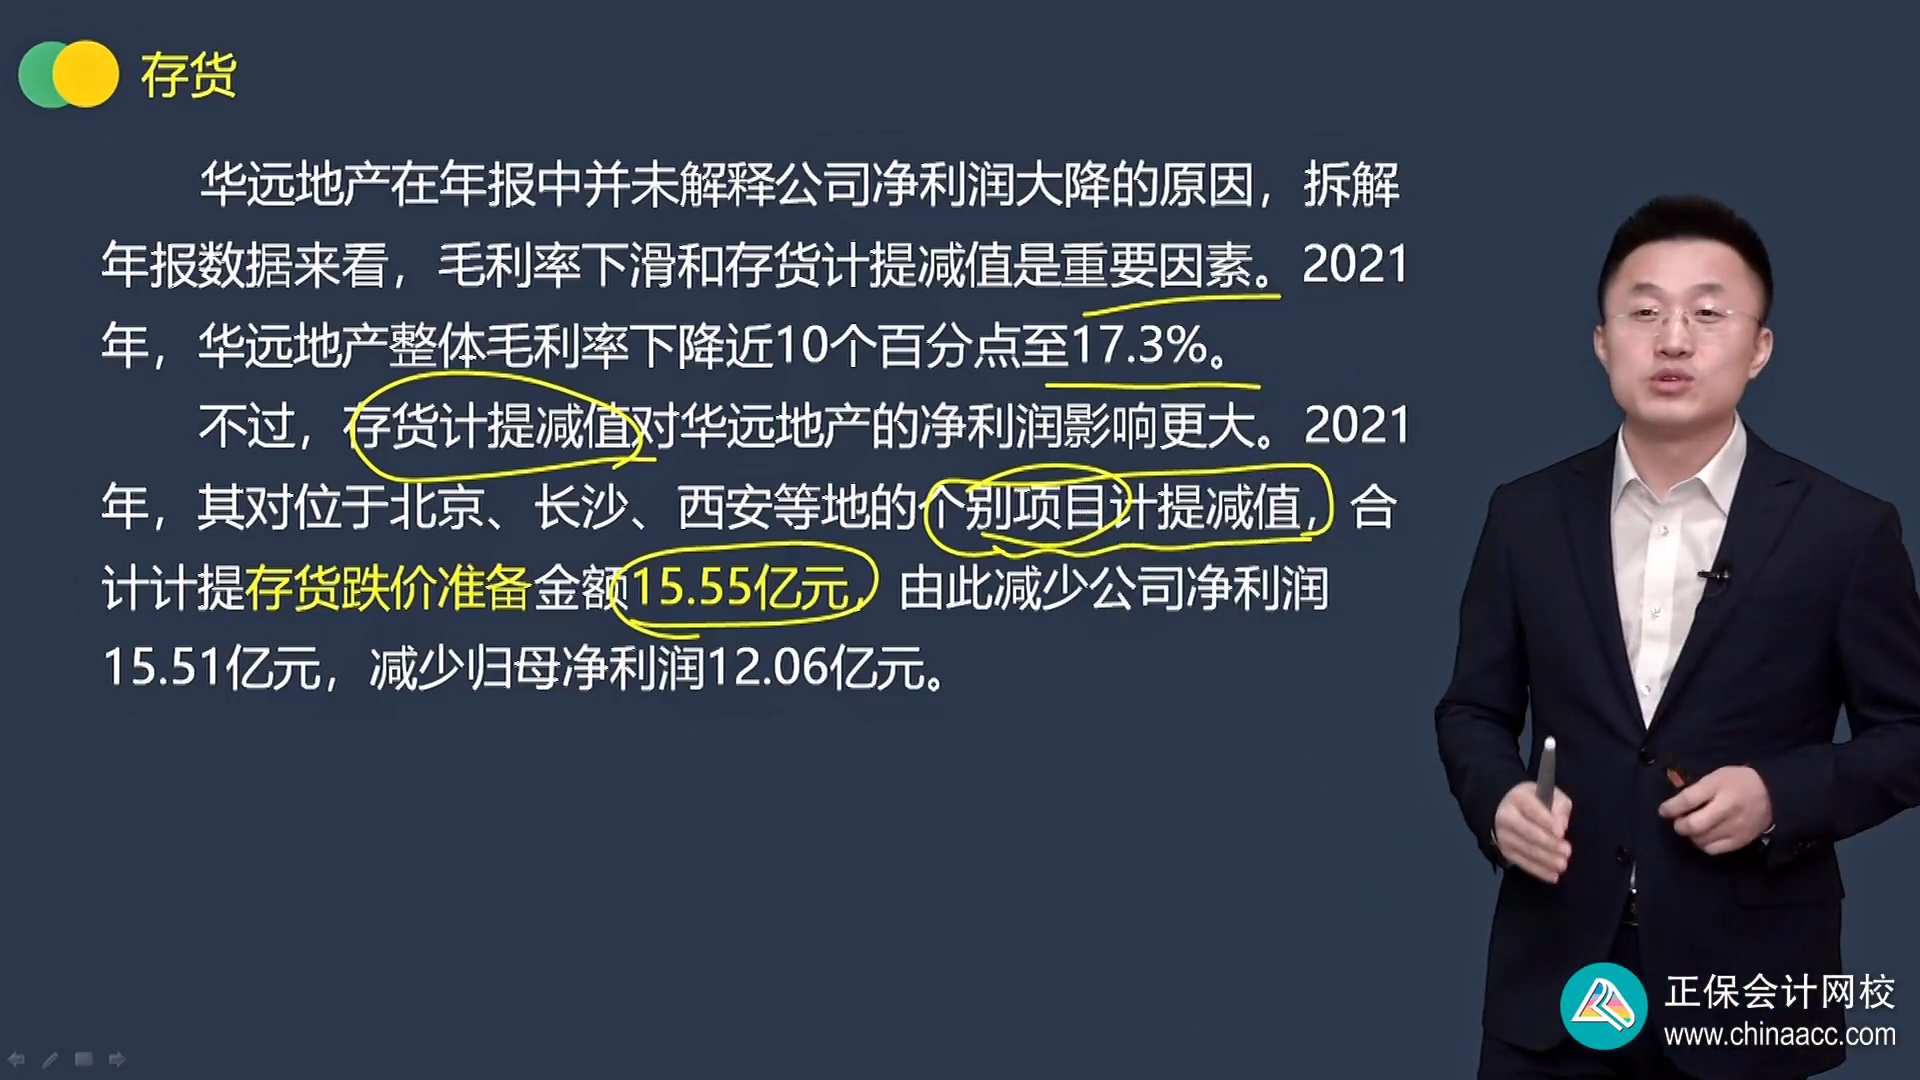 存货
华远地产在年报中并未解释公司净利润大降的原因，拆解
年报数据来看，毛利率下滑和存货计提减值是重要因素。2021
年，华远地产整体毛利率下降近10个百分点至17.3%。
不过，存货计提减值对华远地产的净利润影响更大。2021
年，其对位于北京、长沙、西安等地的个别项目计提减值，合
计计提存货跌价准备金额15.55亿元，由此减少公司净利润
15.51亿元，减少归母净利润12.06亿元。
正保会计网校
www.chinaacc.com